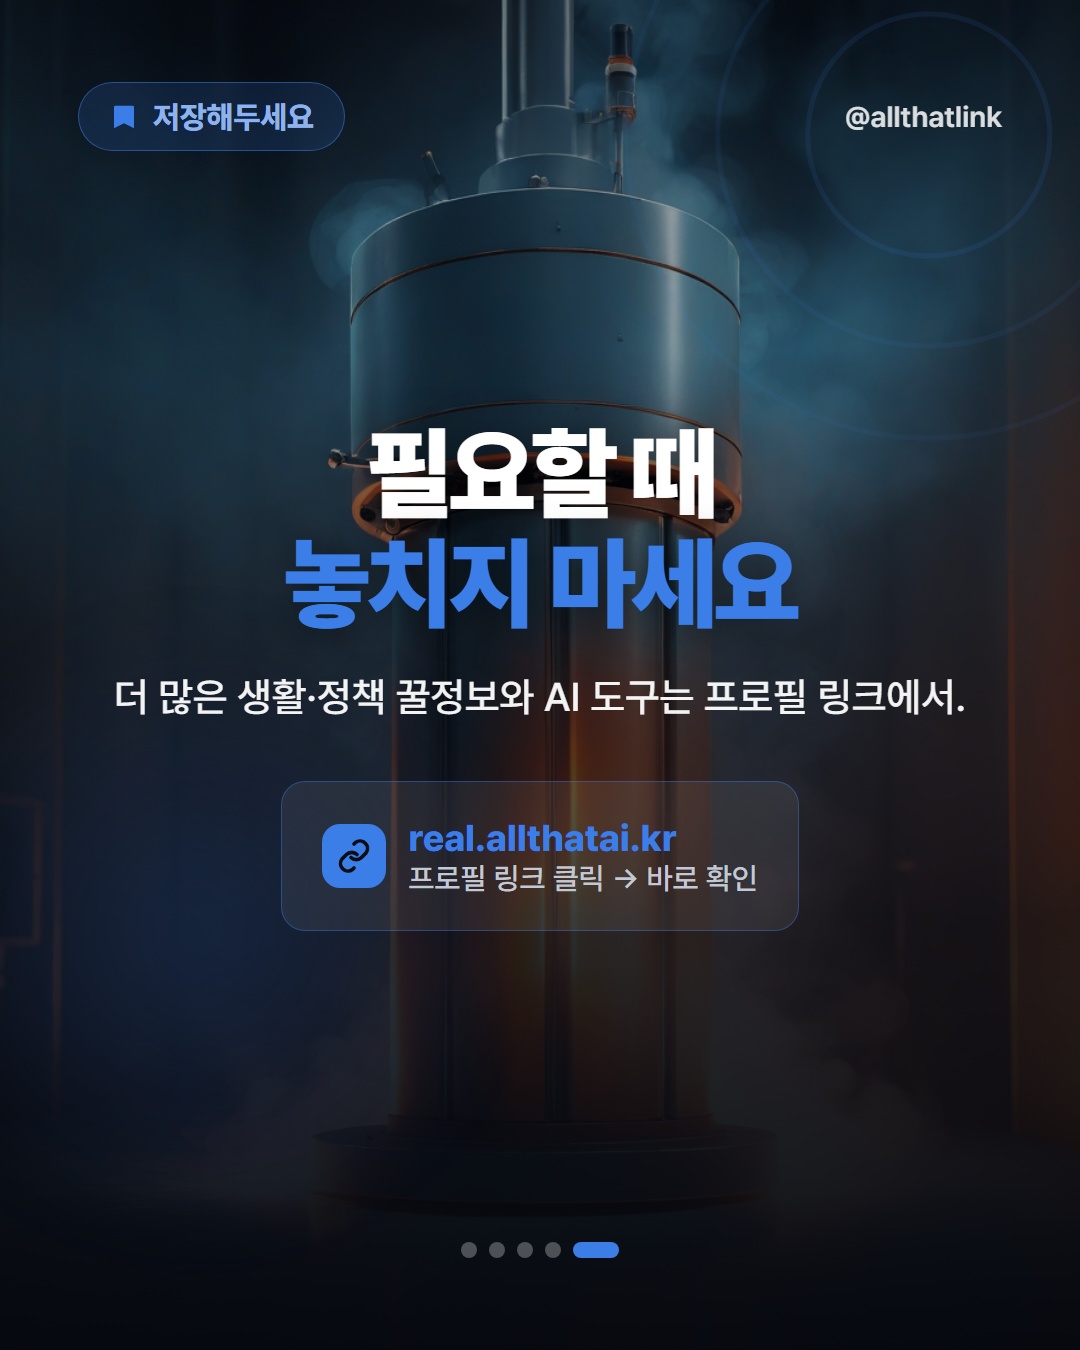 저장해두세요
@allthatlink
필요할 때
놓치지 마세요
더 많은 생활·정책 꿀정보와 AI 도구는 프로필 링크에서.
real.allthatai.kr
프로필 링크 클릭 → 바로 확인